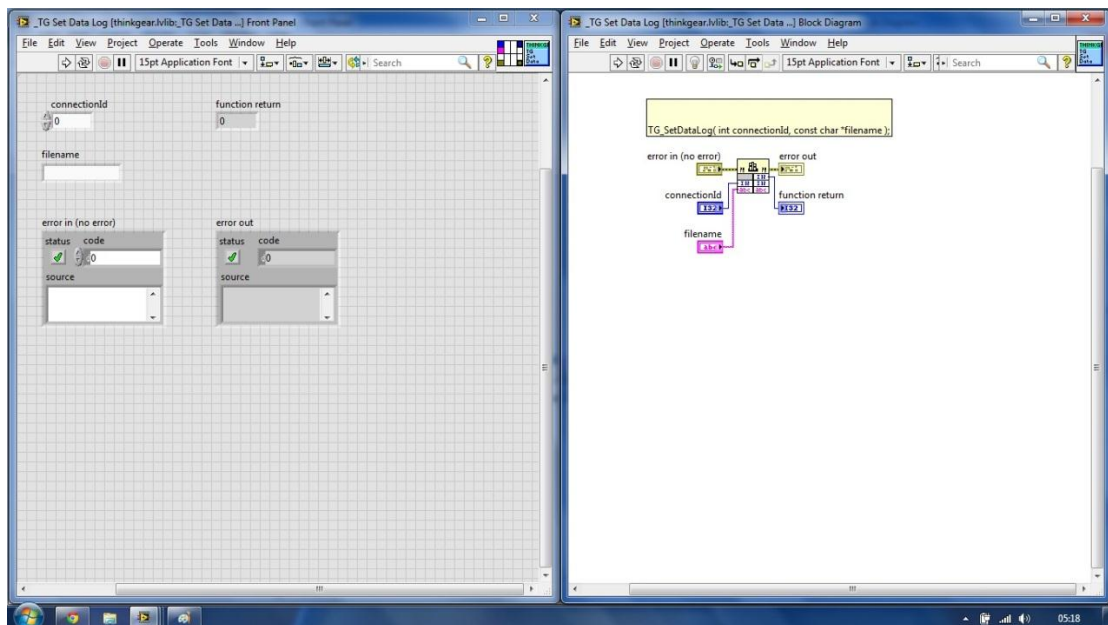 _TG Set Data Log [thinkgear.lvlib:_TG Set Data ...] Front Panel
File Edit View Project Operate Tools Window Help
15pt Application Font
Search
connectionId
0
function return
0
filename
error in (no error)
status code
0
source
error out
status code
0
source
_TG Set Data Log [thinkgear.lvlib:_TG Set Data ...] Block Diagram
File Edit View Project Operate Tools Window Help
15pt Application Font
Search
TG_SetDataLog( int connectionId, const char *filename );
error in (no error)
error out
connectionId
I32
function return
I32
filename
abc
05:18